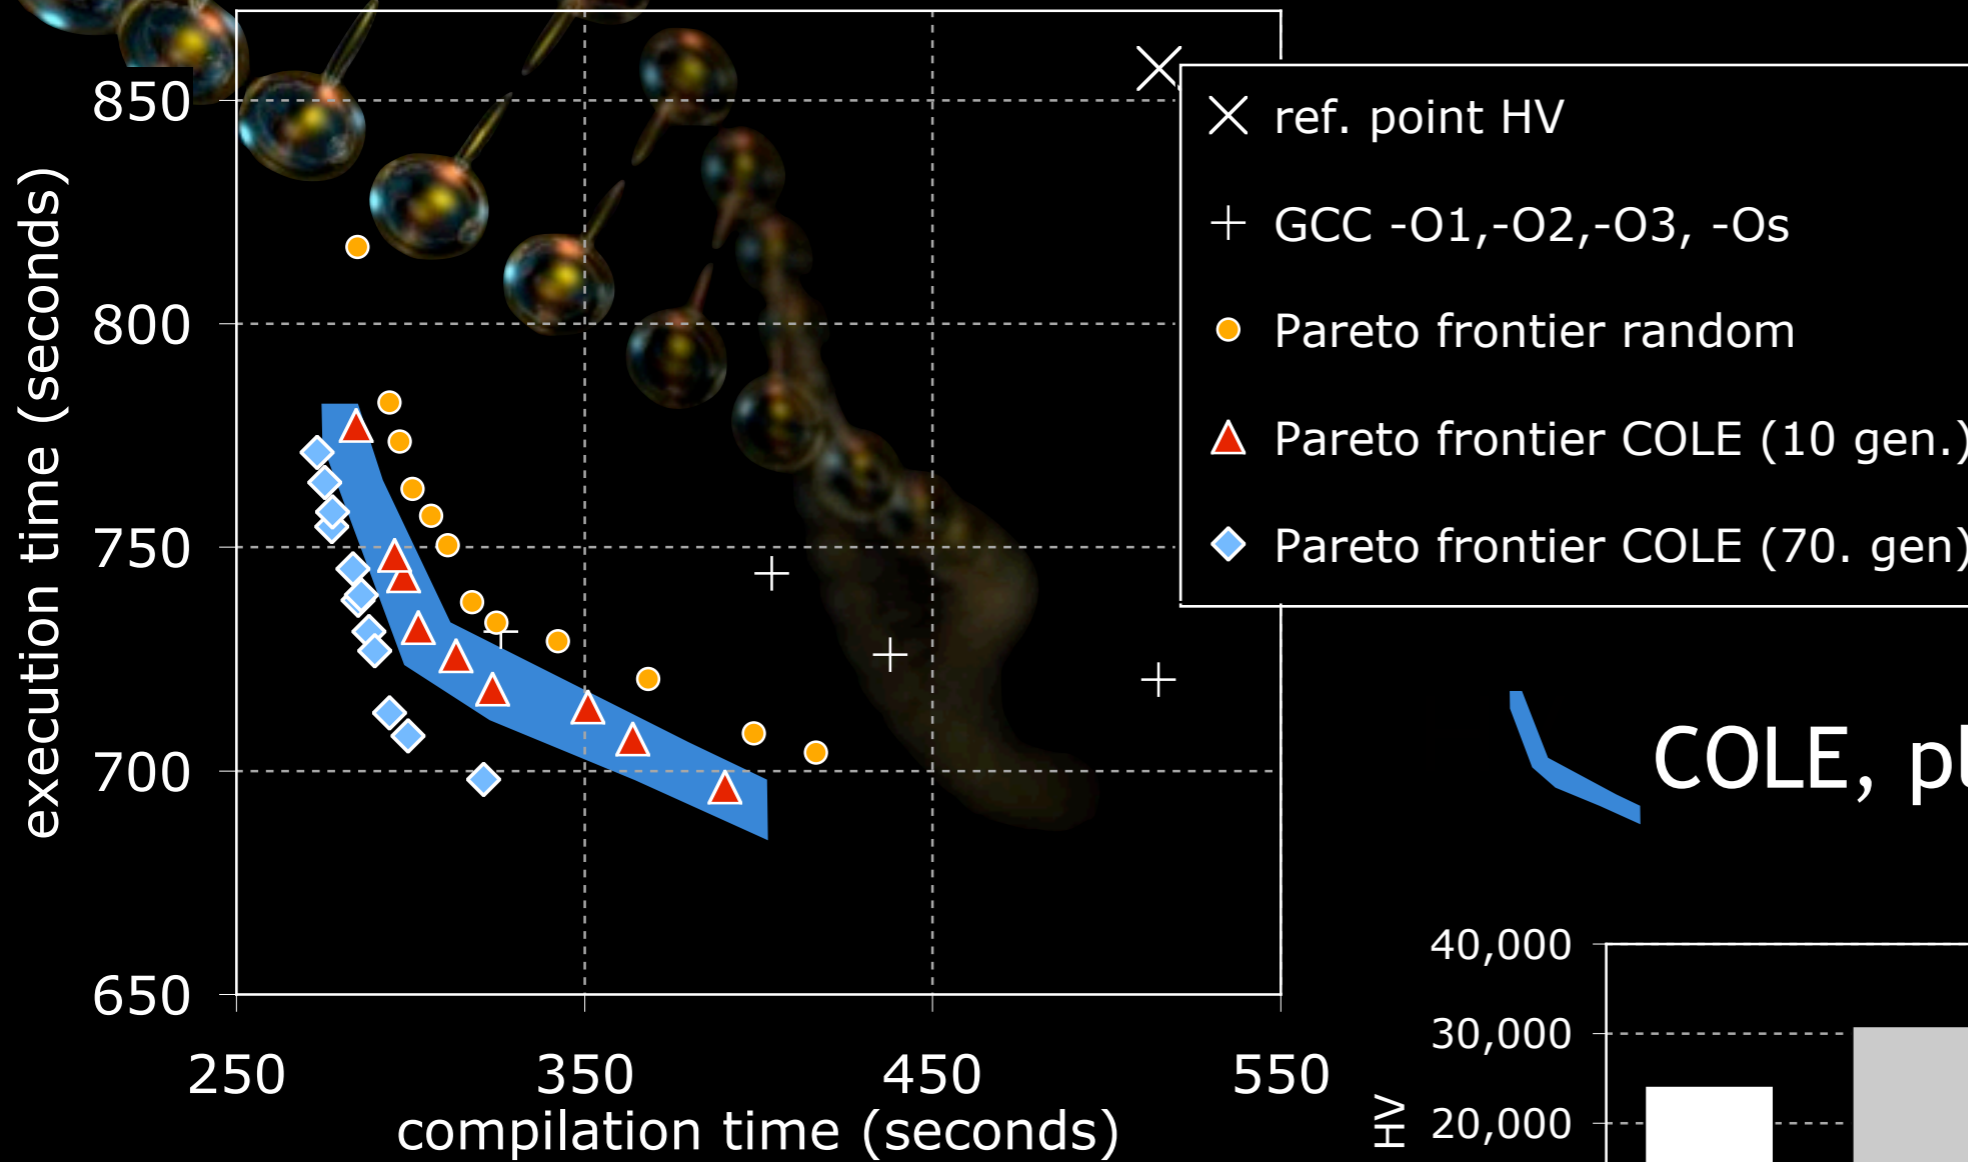 850
800
750
700
650
250
350
450
550
execution time (seconds)
compilation time (seconds)
ref. point HV
GCC -O1,-O2,-O3, -Os
Pareto frontier random
Pareto frontier COLE (10 gen.)
Pareto frontier COLE (70. gen)
COLE,
40,000
30,000
20,000
HV